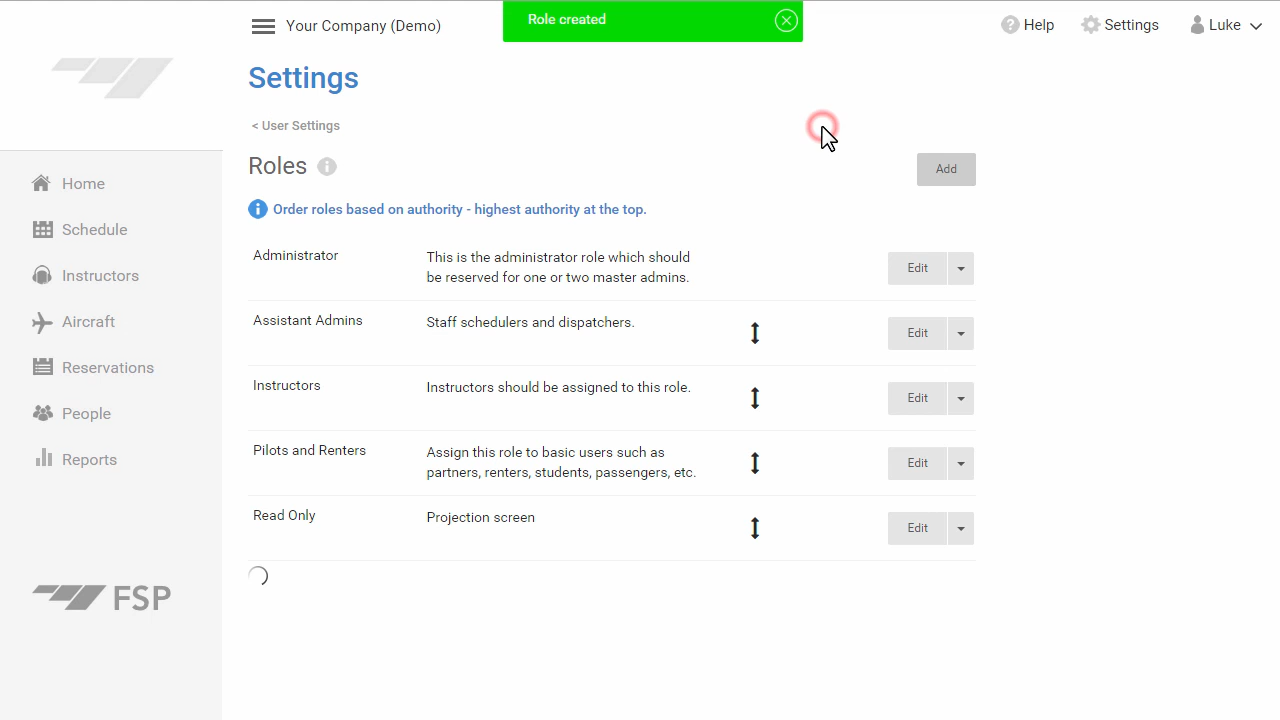 Your Company (Demo)
Role created
Help
Settings
Luke
Settings
< User Settings
Roles
Add
Order roles based on authority - highest authority at the top.
Home
Schedule
Instructors
Aircraft
Reservations
People
Reports
FSP
Administrator
This is the administrator role which should
be reserved for one or two master admins.
Edit
Assistant Admins
Staff schedulers and dispatchers.
Edit
Instructors
Instructors should be assigned to this role.
Edit
Pilots and Renters
Assign this role to basic users such as
partners, renters, students, passengers, etc.
Edit
Read Only
Projection screen
Edit